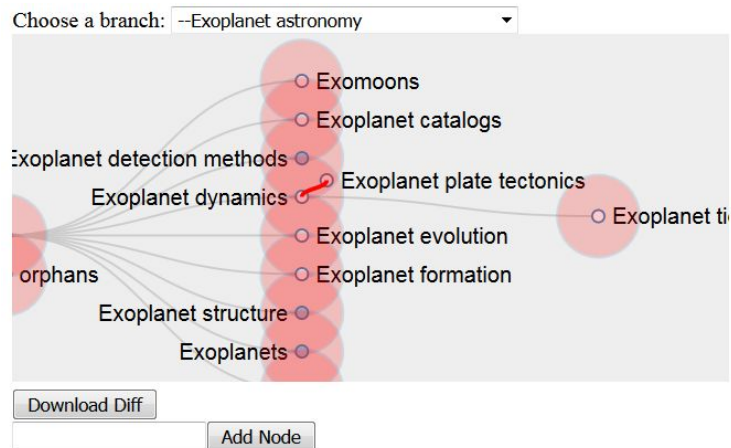 Choose a branch: --Exoplanet astronomy
Exomoons
Exoplanet catalogs
Exoplanet detection methods
Exoplanet plate tectonics
Exoplanet dynamics
Exoplanet
Exoplanet evolution
orphans
Exoplanet formation
Exoplanet structure
Exoplanets
Download Diff
Add Node